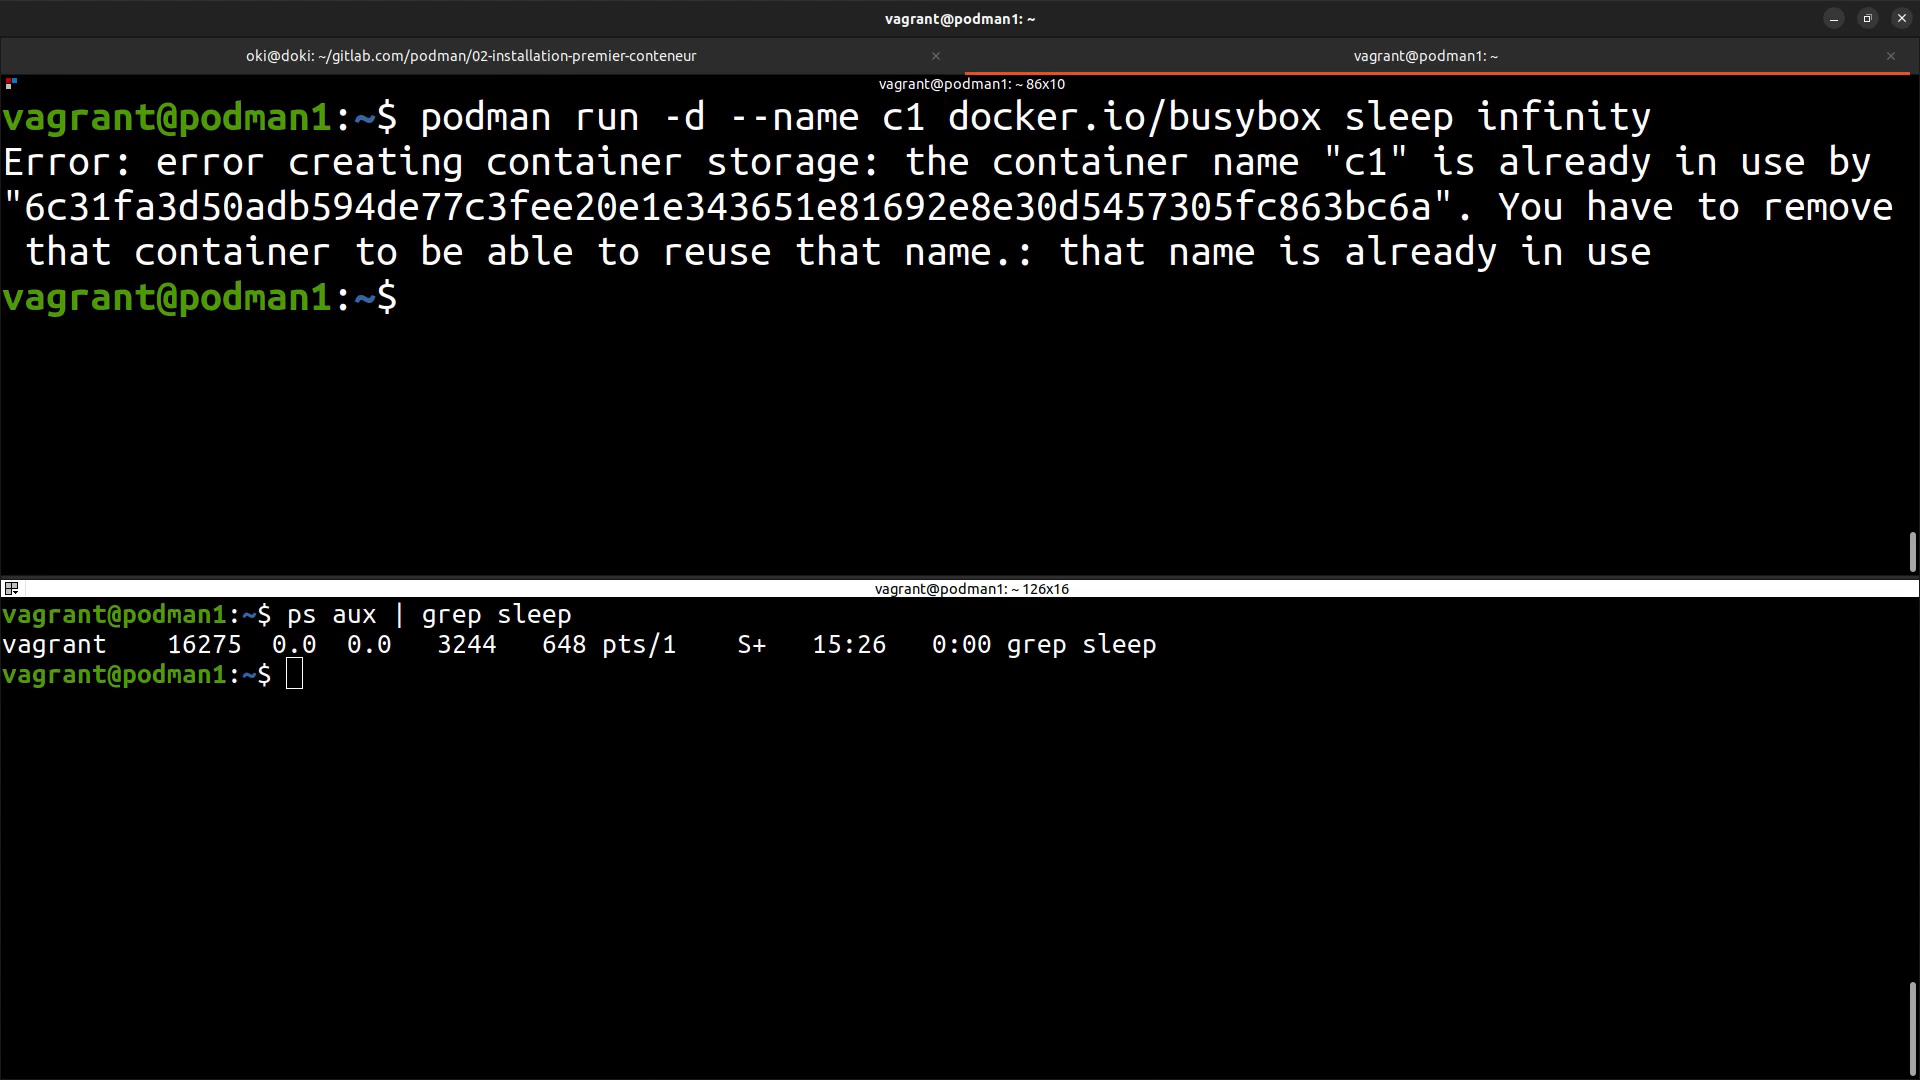 vagrant@podman1: ~
oki@doki: ~/gitlab.com/podman/02-installation-premier-conteneur
vagrant@podman1: ~
vagrant@podman1: ~ 86x10
vagrant@podman1:~$ podman run -d --name c1 docker.io/busybox sleep infinity
Error: error creating container storage: the container name "c1" is already in use by
"6c31fa3d50adb594de77c3fee20e1e343651e81692e8e30d5457305fc863bc6a". You have to remove
that container to be able to reuse that name.: that name is already in use
vagrant@podman1:~$
vagrant@podman1: ~ 126x16
vagrant@podman1:~$ ps aux | grep sleep
vagrant    16275  0.0  0.0   3244   648 pts/1    S+   15:26   0:00 grep sleep
vagrant@podman1:~$